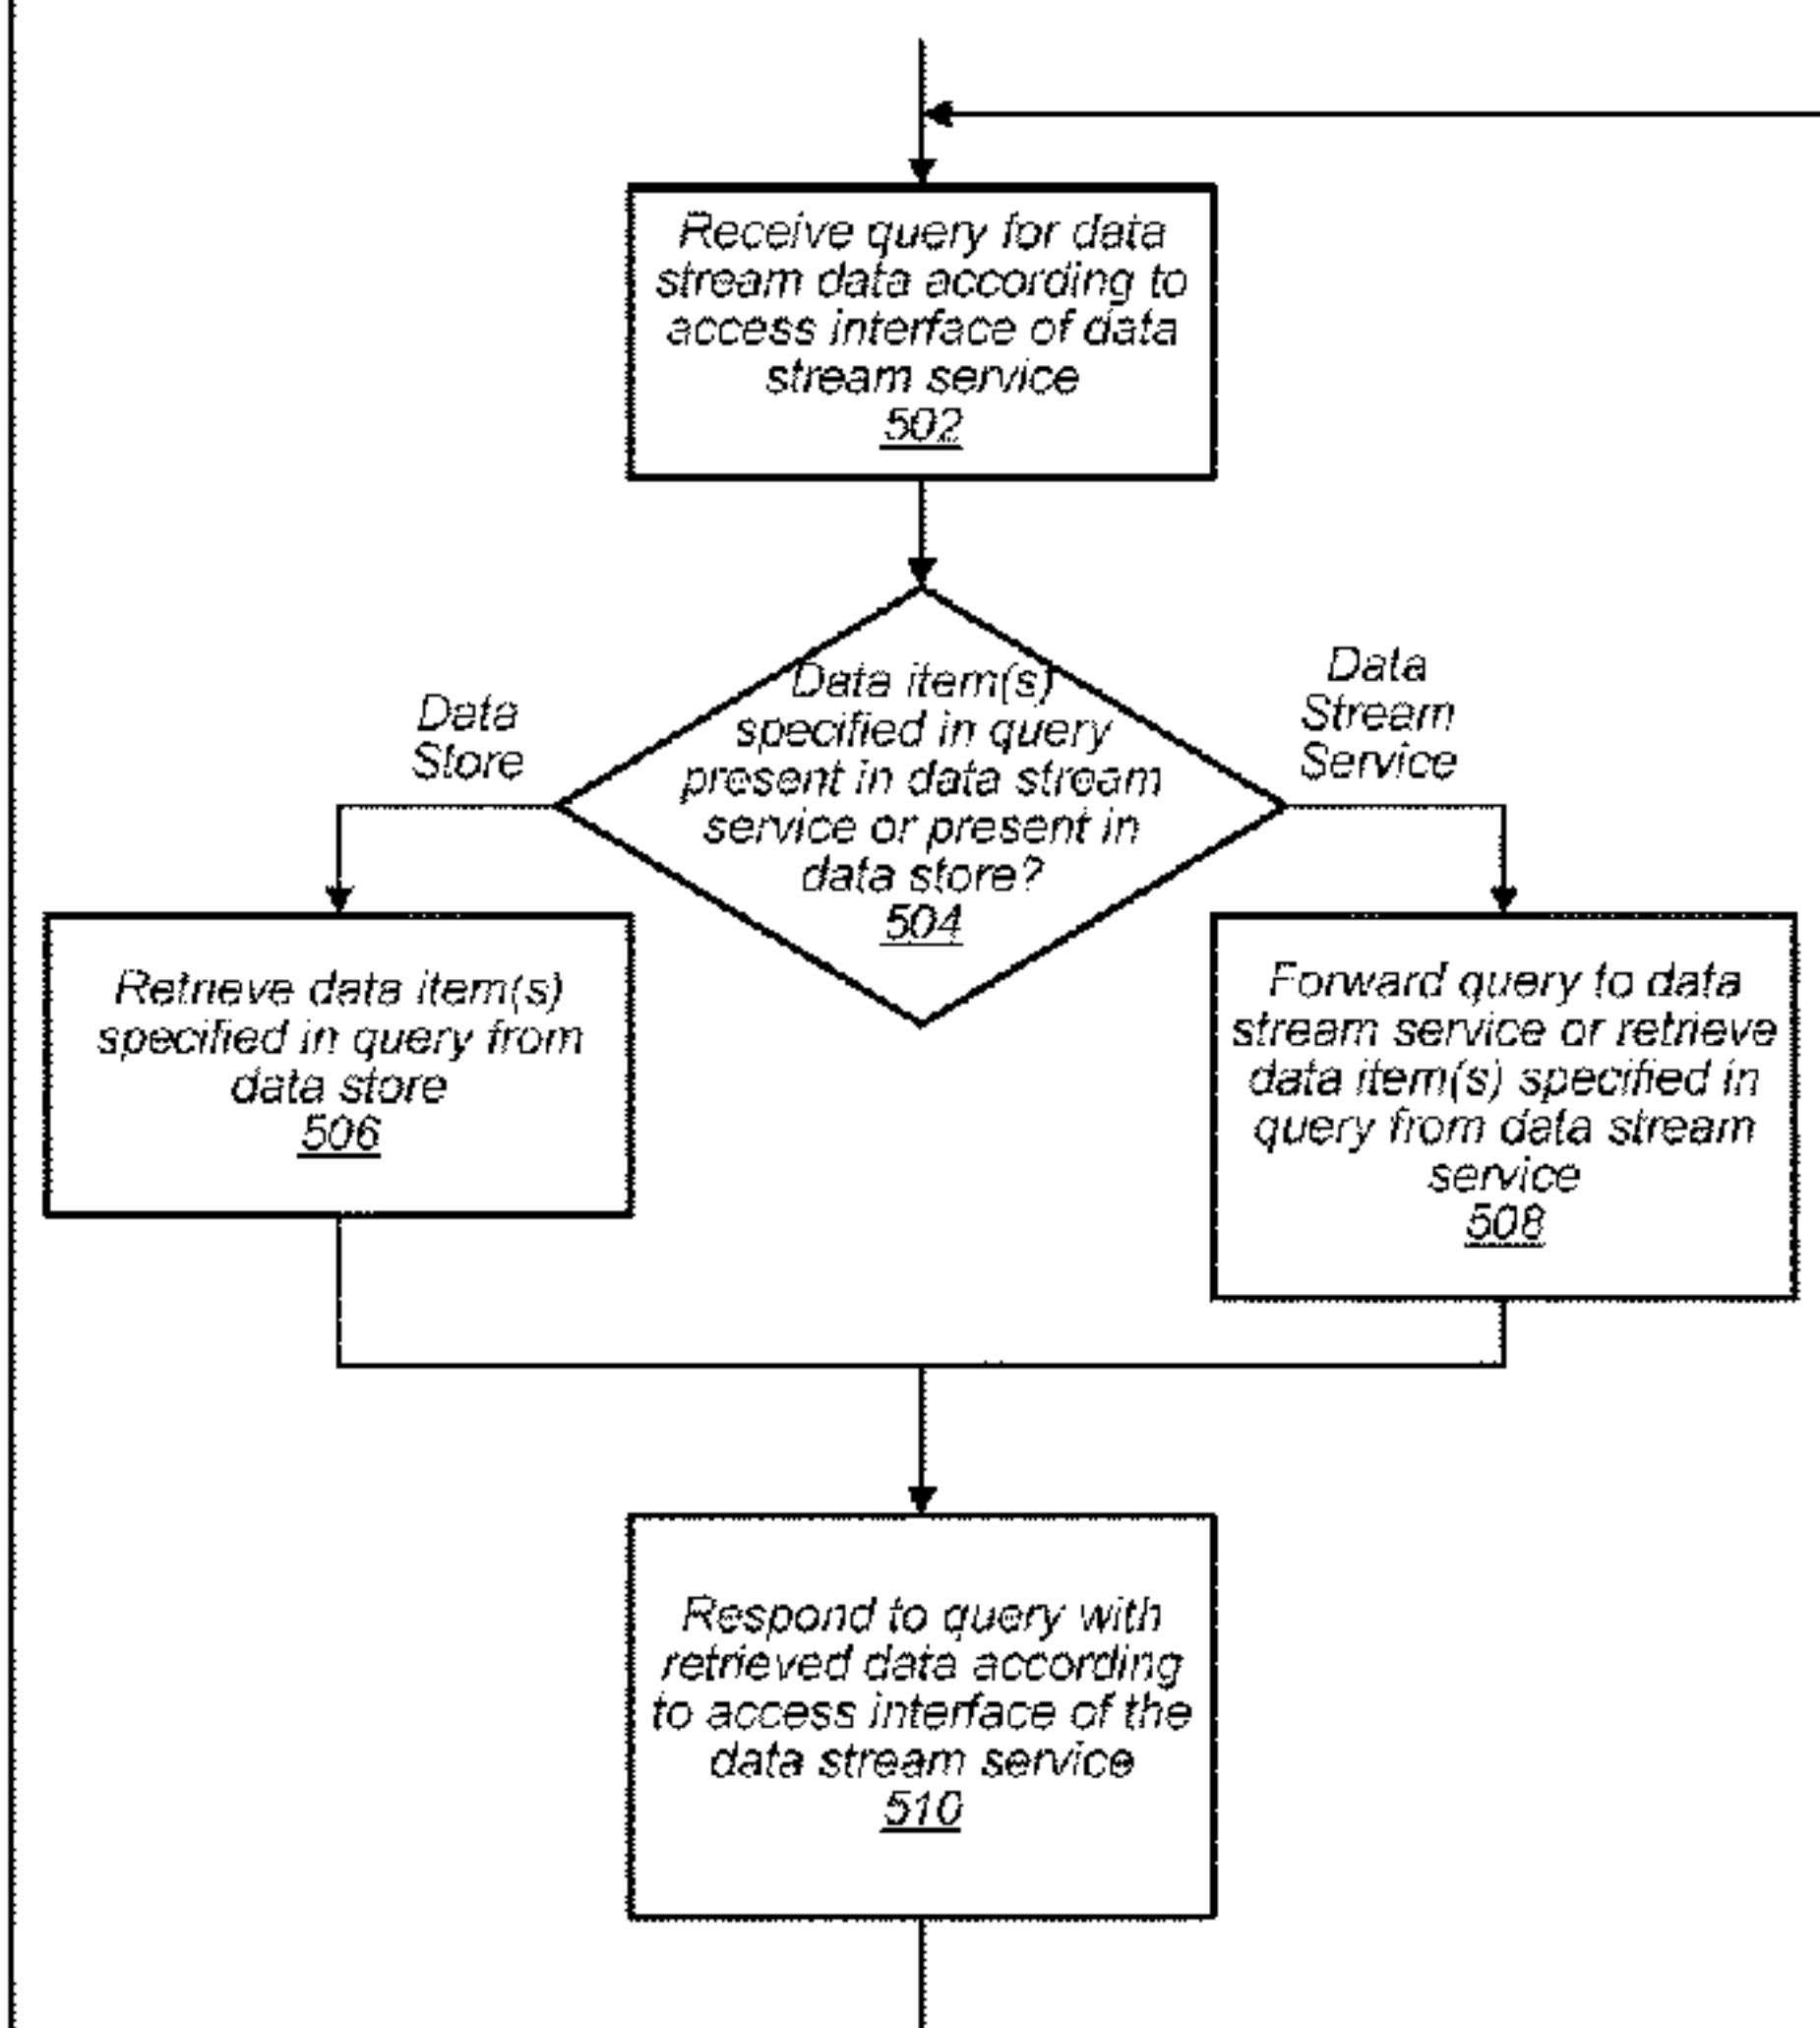 Receive query for data
stream data according to
access interface of data
stream service
502
Data item(s)
specified in query
present in data stream
service or present in
data store?
504
Data
Store
Data
Stream
Service
Retrieve data item(s)
specified in query from
data store
506
Forward query to data
stream service or retrieve
data item(s) specified in
query from data stream
service
508
Respond to query with
retrieved data according
to access interface of the
data stream service
510